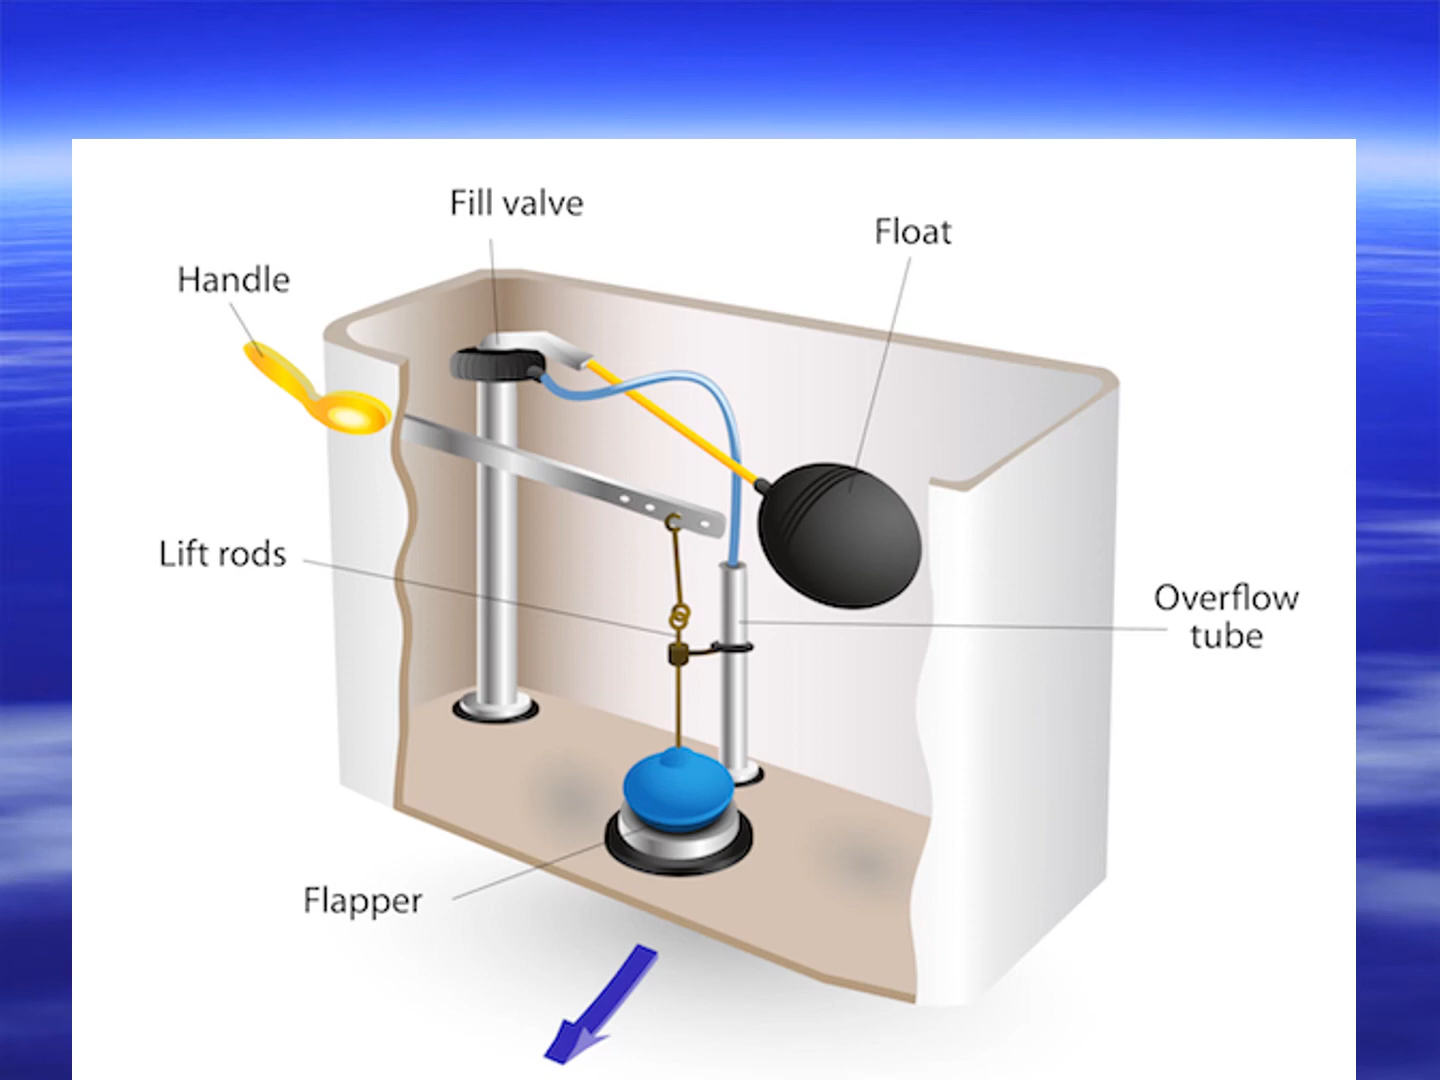 Fill valve
Float
Handle
Lift rods
Overflow
tube
Flapper